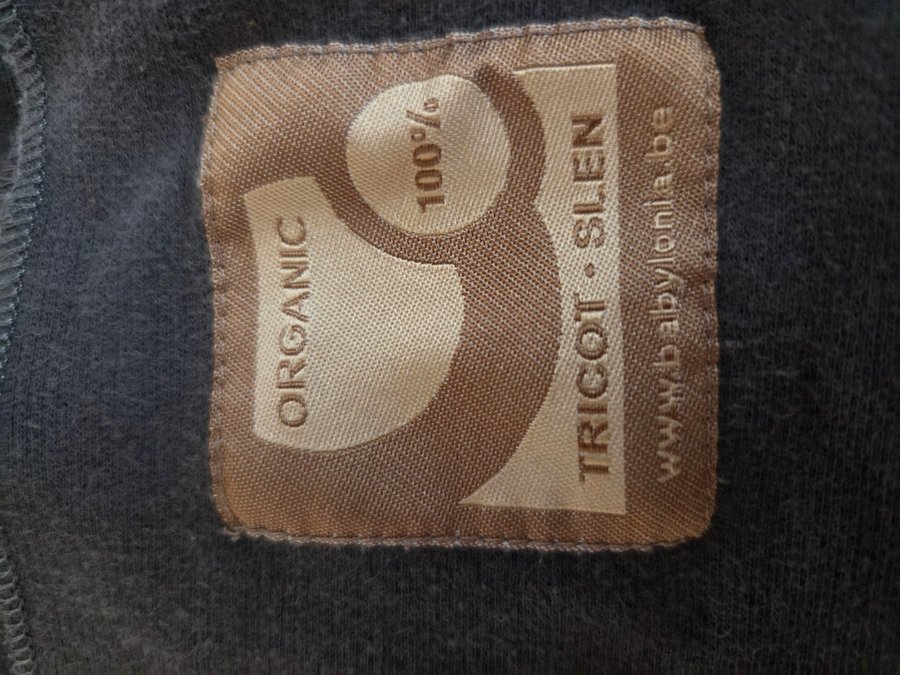 100%
ORGANIC
TRICOT • SLEN
www.babylonia.be